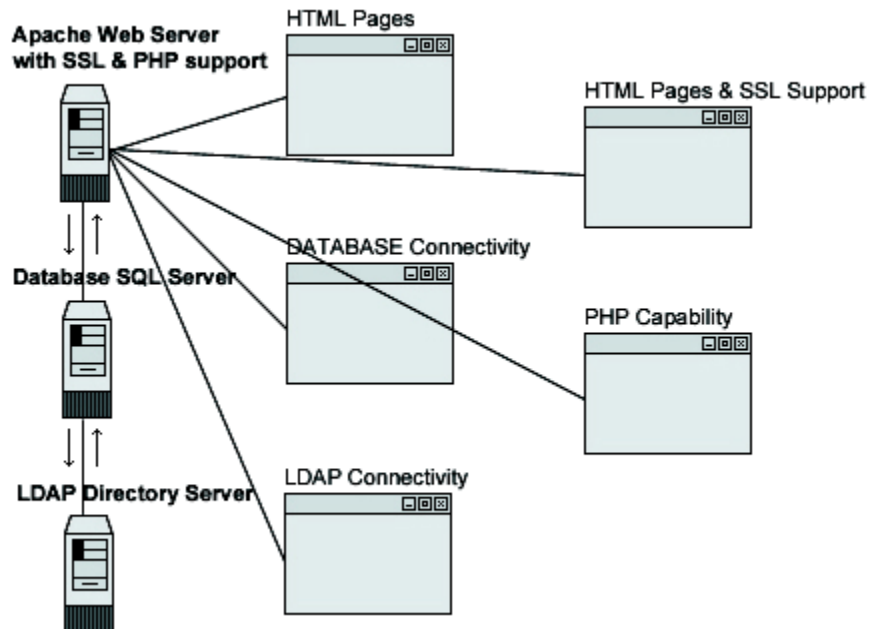 Apache Web Server
with SSL & PHP support
HTML Pages
HTML Pages & SSL Support
DATABASE Connectivity
Database SQL Server
PHP Capability
LDAP Connectivity
LDAP Directory Server